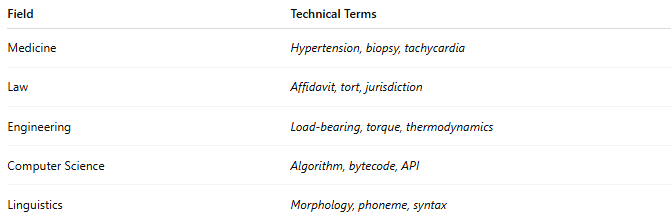 Field Technical Terms
Medicine Hypertension, biopsy, tachycardia
Law Affidavit, tort, jurisdiction
Engineering Load-bearing, torque, thermodynamics
Computer Science Algorithm, bytecode, API
Linguistics Morphology, phoneme, syntax